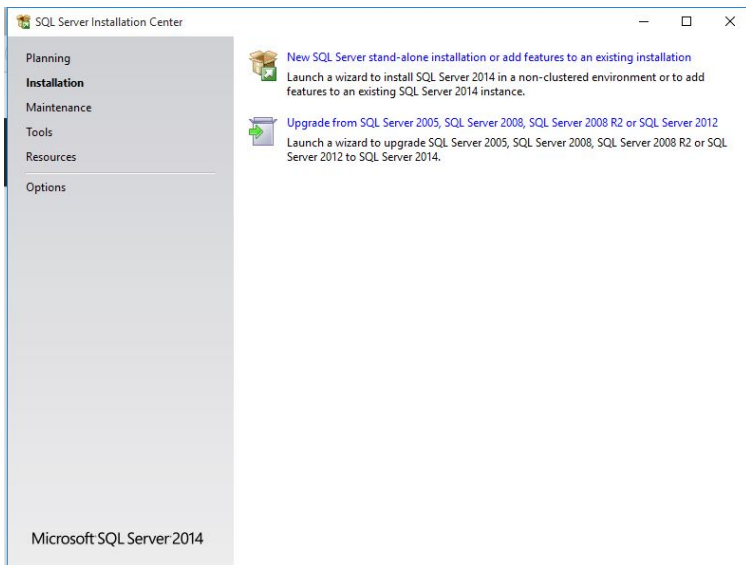 SQL Server Installation Center
Planning
Installation
Maintenance
Tools
Resources
Options
New SQL Server stand-alone installation or add features to an existing installation
Launch a wizard to install SQL Server 2014 in a non-clustered environment or to add
features to an existing SQL Server 2014 instance.
Upgrade from SQL Server 2005, SQL Server 2008, SQL Server 2008 R2 or SQL Server 2012
Launch a wizard to upgrade SQL Server 2005, SQL Server 2008, SQL Server 2008 R2 or SQL
Server 2012 to SQL Server 2014.
Microsoft SQL Server 2014